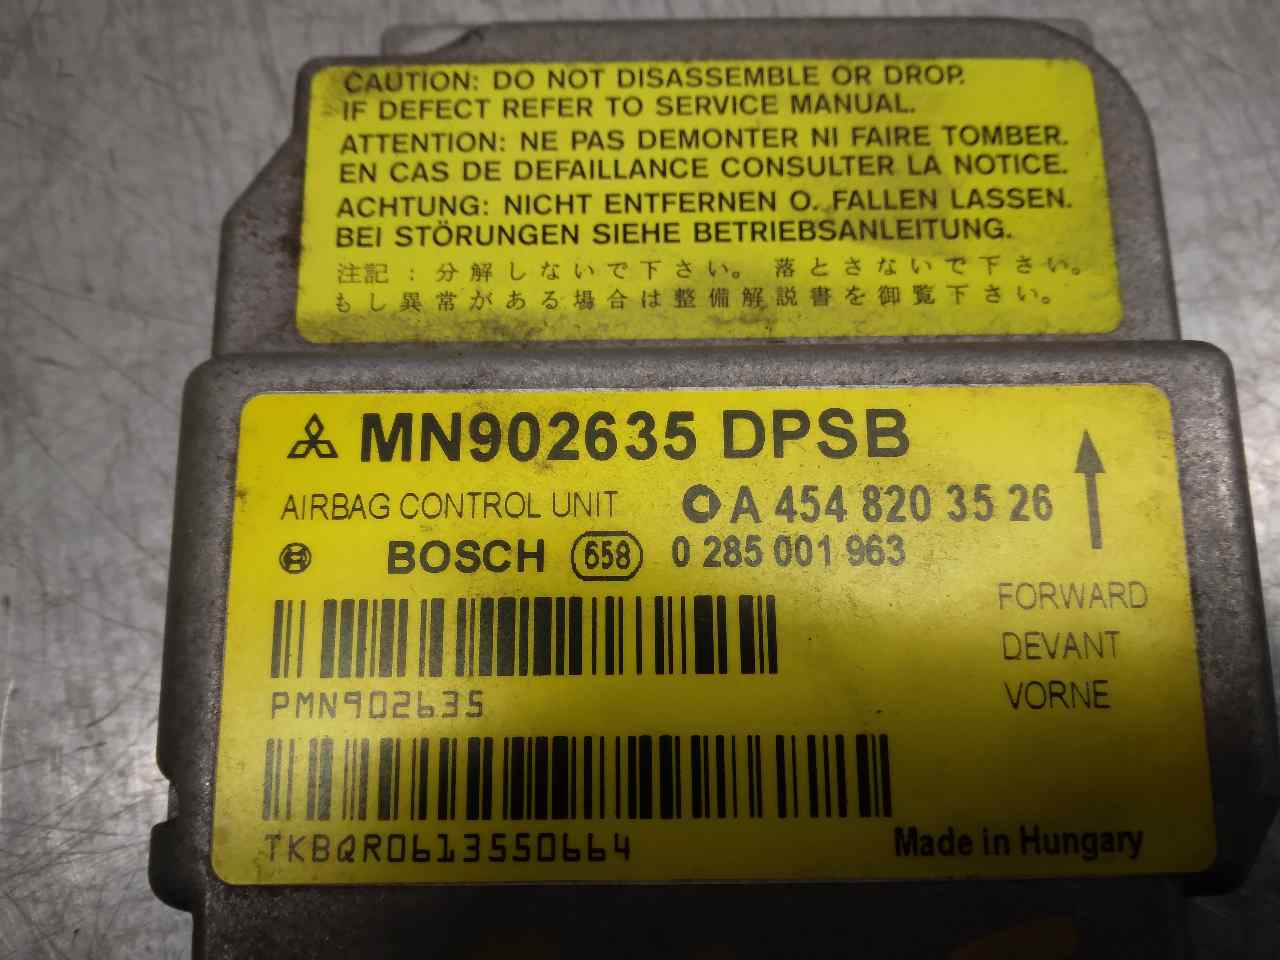 CAUTION: DO NOT DISASSEMBLE OR DROP.
IF DEFECT REFER TO SERVICE MANUAL.
ATTENTION: NE PAS DEMONTER NI FAIRE TOMBER.
EN CAS DE DEFAILLANCE CONSULTER LA NOTICE.
ACHTUNG: NICHT ENTFERNEN O. FALLEN LASSEN.
BEI STÖRUNGEN SIEHE BETRIEBSANLEITUNG.
注記：分解しないで下さい。落とさないで下さい。
もし異常がある場合は整備解説書を御覧下さい。
MN902635 DPSB
AIRBAG CONTROL UNIT A 454 820 35 26
BOSCH 658 0 285 001 963
FORWARD
DEVANT
VORNE
PMN902635
TKBQR0613550664
Made in Hungary